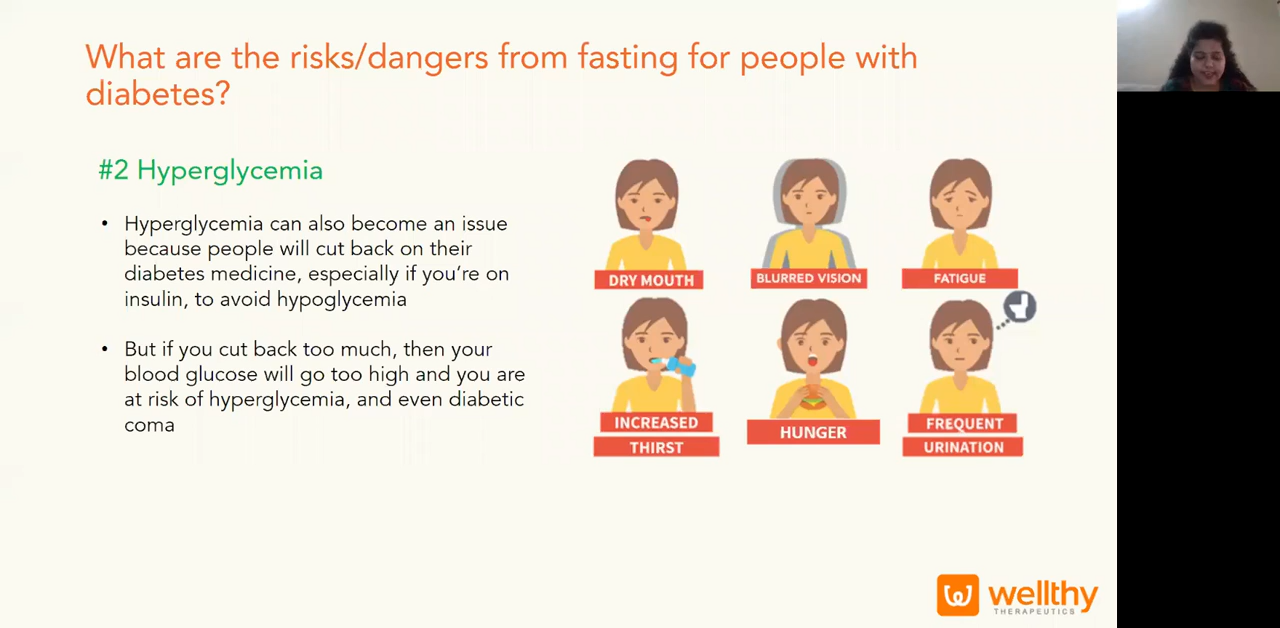 What are the risks/dangers from fasting for people with
diabetes?
#2 Hyperglycemia
• Hyperglycemia can also become an issue
because people will cut back on their
diabetes medicine, especially if you're on
insulin, to avoid hypoglycemia
• But if you cut back too much, then your
blood glucose will go too high and you are
at risk of hyperglycemia, and even diabetic
coma
DRY MOUTH
BLURRED VISION
FATIGUE
INCREASED
THIRST
HUNGER
FREQUENT
URINATION
wellthy
THERAPEUTICS